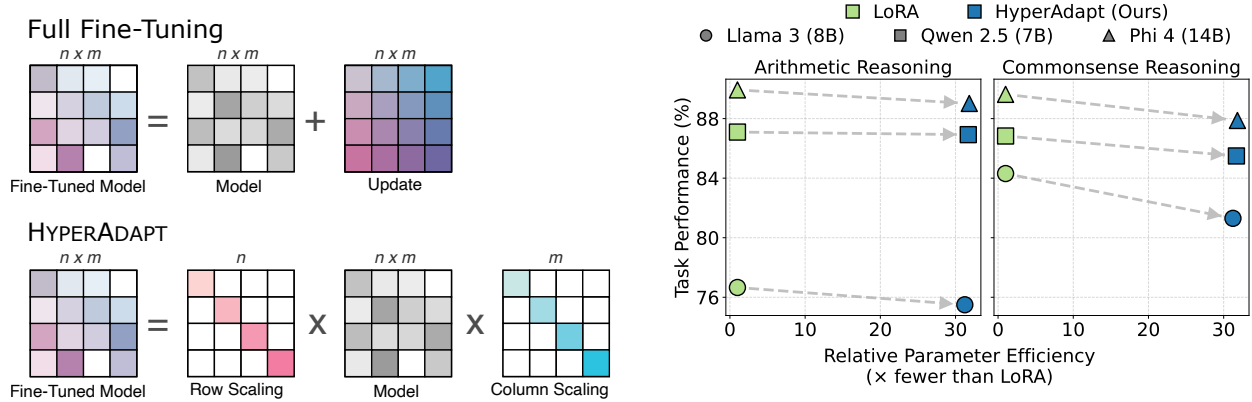 Full Fine-Tuning
n x m
n x m
n x m
=
+
Fine-Tuned Model
Model
Update
HYPERADAPT
n x m
n
n x m
m
=
x
x
Fine-Tuned Model
Row Scaling
Model
Column Scaling
LoRA
HyperAdapt (Ours)
Llama 3 (8B)
Qwen 2.5 (7B)
Phi 4 (14B)
Arithmetic Reasoning
Commonsense Reasoning
Task Performance (%)
88
84
80
76
0
10
20
30
0
10
20
30
Relative Parameter Efficiency
(× fewer than LoRA)